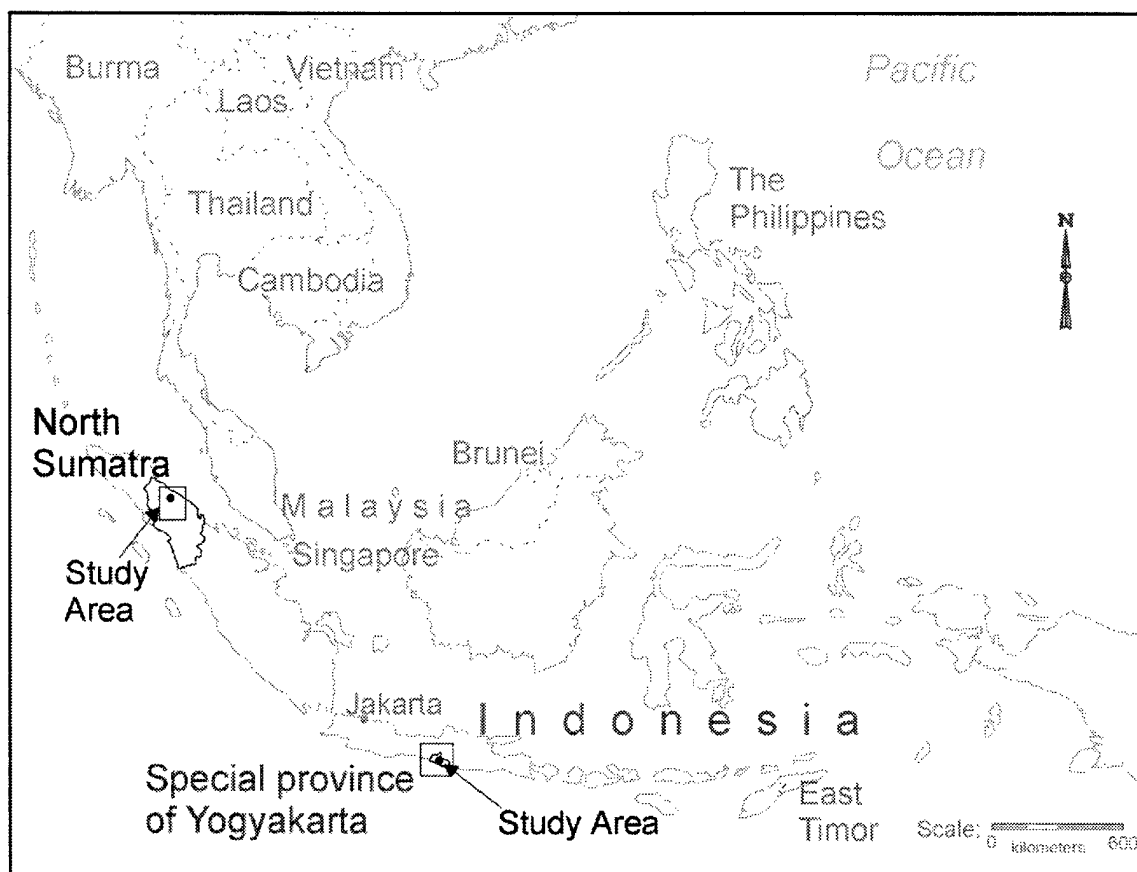 Burma
Vietnam
Laos
Pacific
Ocean
Thailand
The
Philippines
N
Cambodia
North
Sumatra
Brunei
Malaysia
Singapore
Study
Area
Jakarta
Indonesia
Special province
of Yogyakarta
Study Area
East
Timor
Scale:
0 kilometers 600